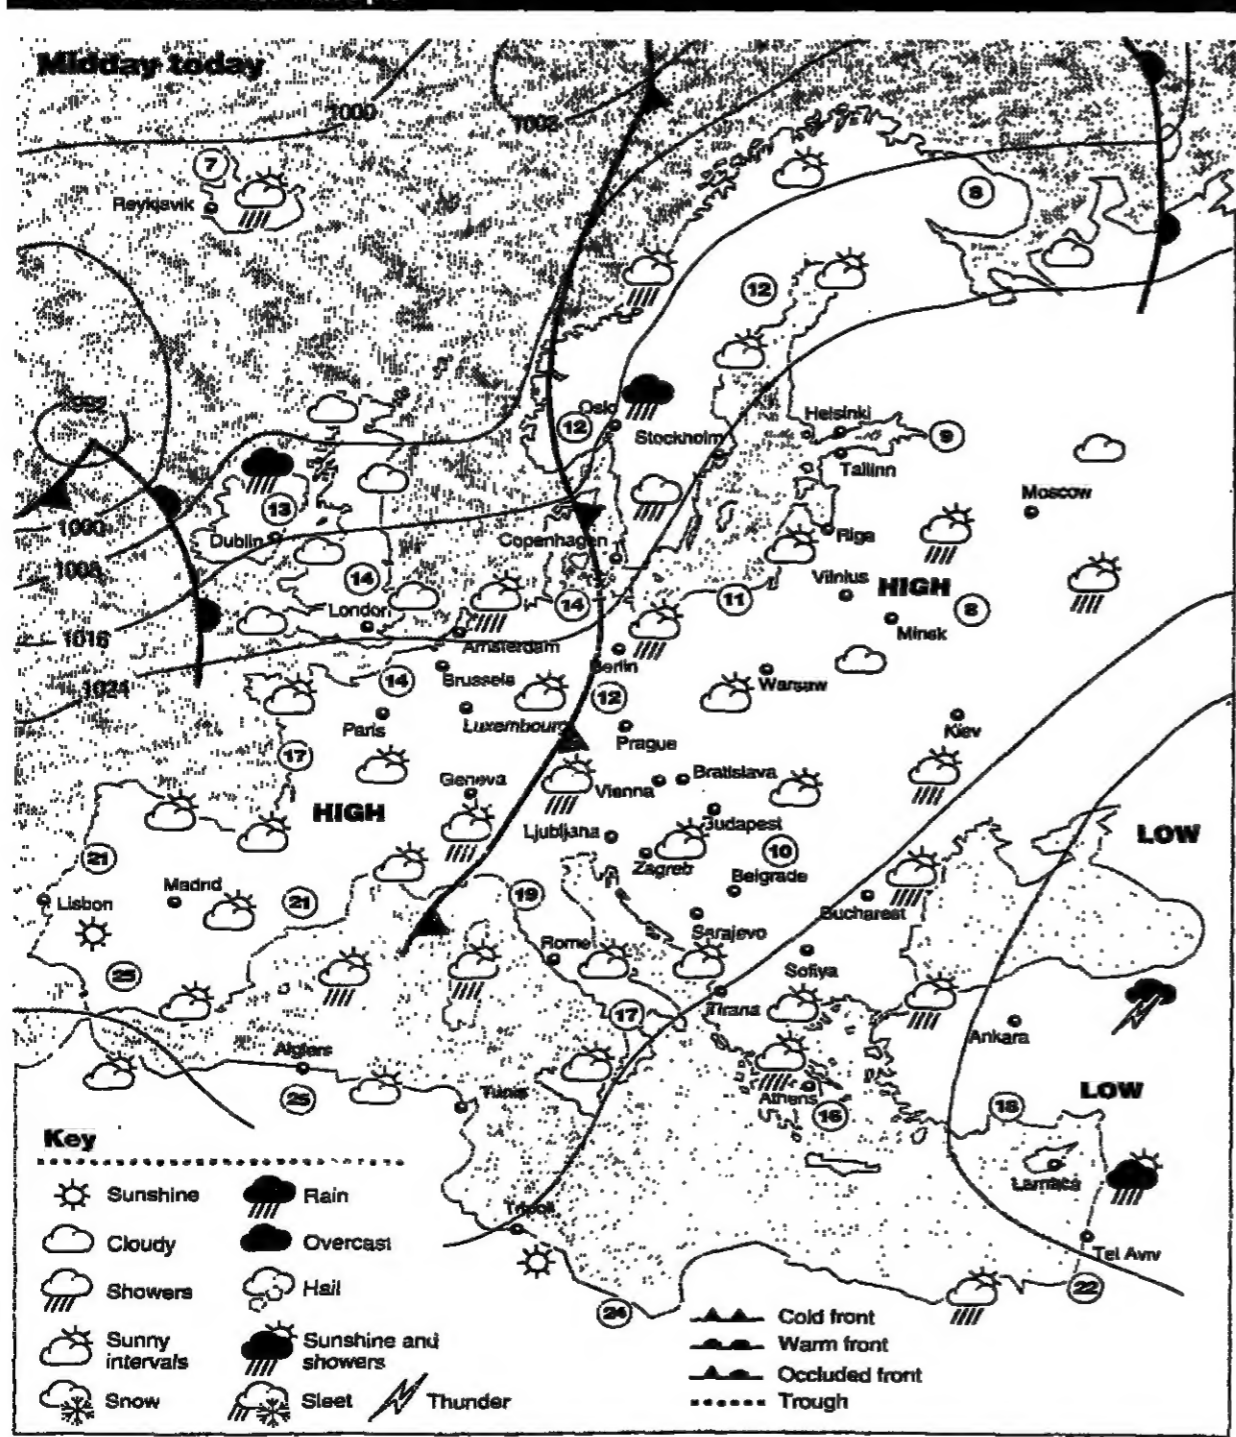 Midday today
1000
1008
7
Reykjavik
8
12
Oslo
12
Stockholm
Helsinki
9
Tallinn
Moscow
13
Dublin
1000
Copenhagen
Riga
1008
14
London
14
11
Vilnius
HIGH
8
Minsk
1016
Amsterdam
Berlin
1024
14
Brussels
12
Warsaw
Paris
Luxembourg
Prague
Kiev
17
Geneva
Vienna
Bratislava
HIGH
Ljubljana
Budapest
LOW
21
Zagreb
10
Lisbon
Madrid
21
19
Belgrade
Bucharest
Rome
Sarajevo
Sofiya
25
17
Tirana
Ankara
Algiers
25
Tunis
Athens
16
LOW
18
Larnaca
Tripoli
Tel Aviv
24
22
Key
Sunshine
Rain
Cloudy
Overcast
Showers
Hail
Sunny intervals
Sunshine and showers
Snow
Sleet
Thunder
Cold front
Warm front
Occluded front
Trough